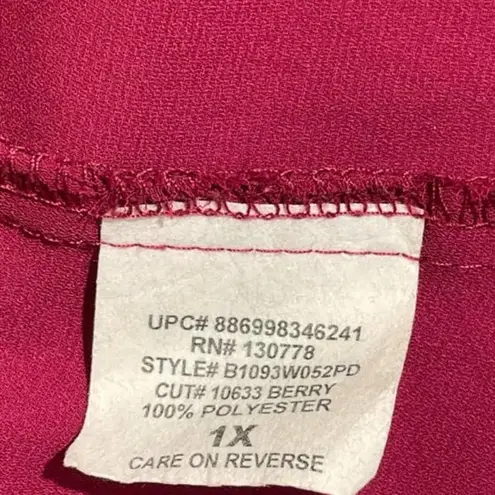 UPC# 886998346241
RN# 130778
STYLE# B1093W052PD
CUT# 10633 BERRY
100% POLYESTER
1X
CARE ON REVERSE